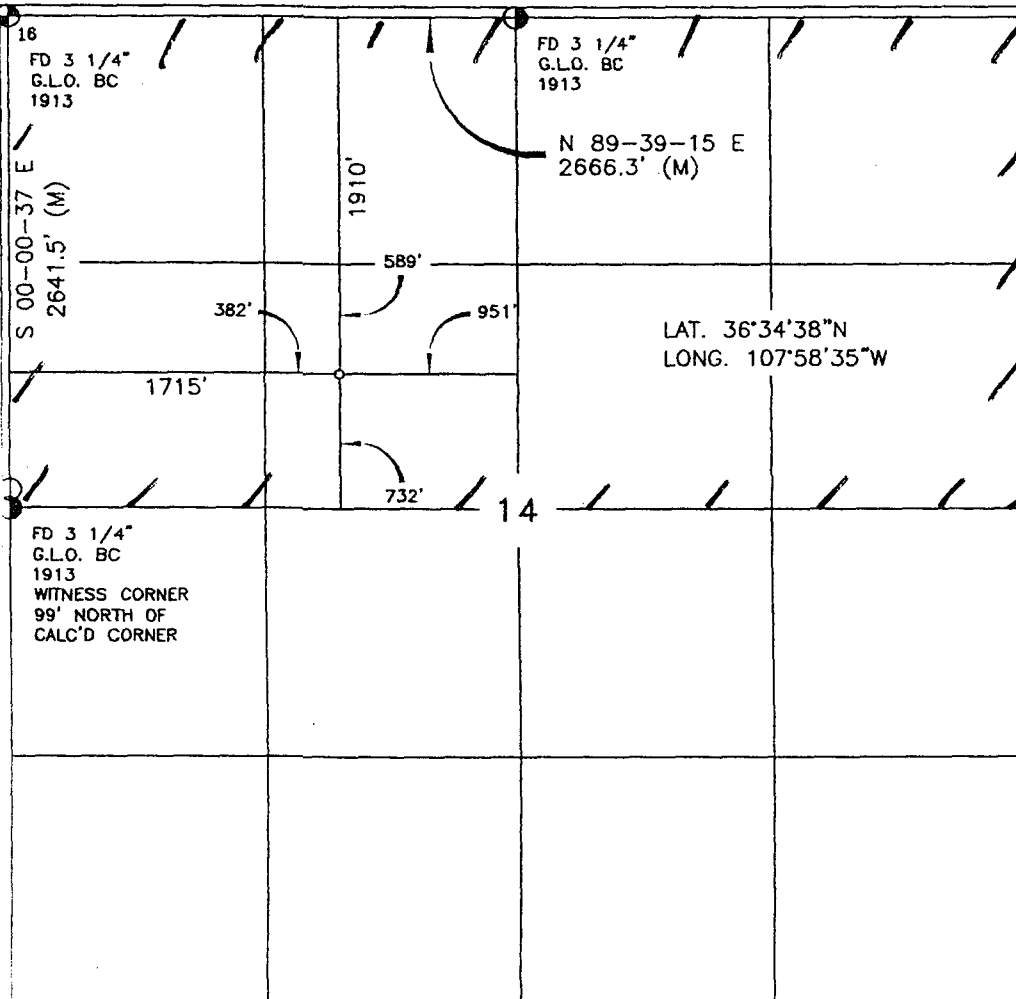 16
FD 3 1/4"
G.L.O. BC
1913
FD 3 1/4"
G.L.O. BC
1913
N 89-39-15 E
2666.3' (M)
S 00-00-37 E
2641.5' (M)
1910'
589'
382'
951'
LAT. 36°34'38"N
LONG. 107°58'35"W
1715'
732'
14
FD 3 1/4"
G.L.O. BC
1913
WITNESS CORNER
99' NORTH OF
CALC'D CORNER